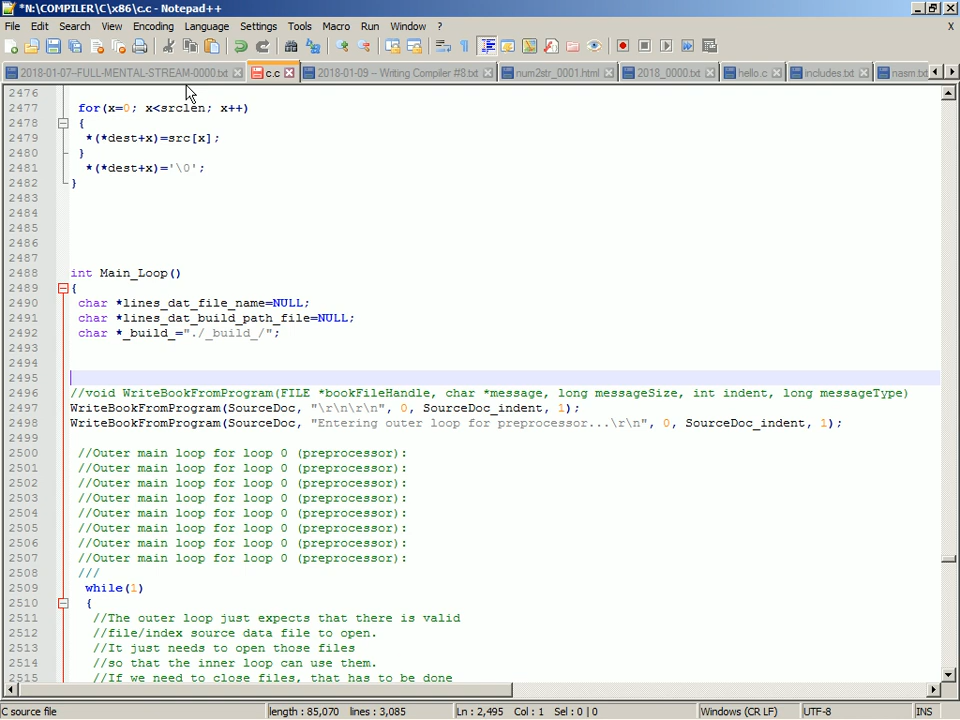 *N:\COMPILER\C\x86\c.c - Notepad++
File Edit Search View Encoding Language Settings Tools Macro Run Window ? X
2018-01-07-FULL-MENTAL-STREAM-0000.txt c.c 2018-01-09 – Writing Compiler #8.txt num2str_0001.html 2018_0000.txt hello.c includes.txt nasm.tx
2476
2477 for(x=0; x<srclen; x++)
2478 {
2479 *(*dest+x)=src[x];
2480 }
2481 *(*dest+x)='\0';
2482 }
2483
2484
2485
2486
2487
2488 int Main_Loop()
2489 {
2490 char *lines_dat_file_name=NULL;
2491 char *lines_dat_build_path_file=NULL;
2492 char *_build_="./_build_/";
2493
2494
2495
2496 //void WriteBookFromProgram(FILE *bookFileHandle, char *message, long messageSize, int indent, long messageType)
2497 WriteBookFromProgram(SourceDoc, "\r\n\r\n", 0, SourceDoc_indent, 1);
2498 WriteBookFromProgram(SourceDoc, "Entering outer loop for preprocessor...\r\n", 0, SourceDoc_indent, 1);
2499
2500 //Outer main loop for loop 0 (preprocessor):
2501 //Outer main loop for loop 0 (preprocessor):
2502 //Outer main loop for loop 0 (preprocessor):
2503 //Outer main loop for loop 0 (preprocessor):
2504 //Outer main loop for loop 0 (preprocessor):
2505 //Outer main loop for loop 0 (preprocessor):
2506 //Outer main loop for loop 0 (preprocessor):
2507 //Outer main loop for loop 0 (preprocessor):
2508 ///
2509 while(1)
2510 {
2511 //The outer loop just expects that there is valid
2512 //file/index source data file to open.
2513 //It just needs to open those files
2514 //so that the inner loop can use them.
2515 //If we need to close files, that has to be done
C source file length : 85,070 lines : 3,085 Ln : 2,495 Col : 1 Sel : 0 | 0 Windows (CR LF) UTF-8 INS